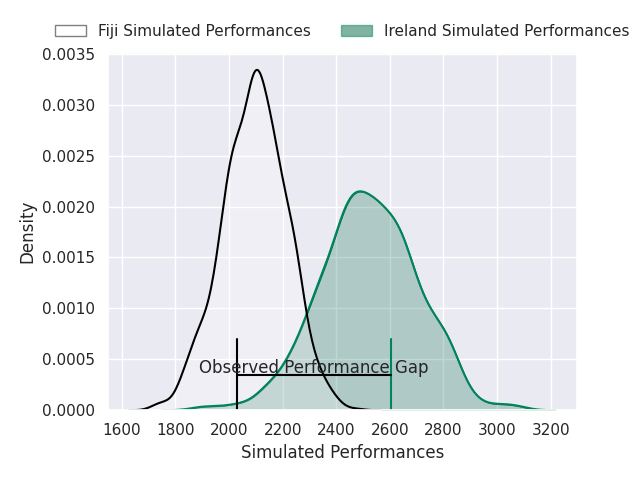 Fiji Simulated Performances
Ireland Simulated Performances
0.0035
0.0030
0.0025
0.0020
0.0015
0.0010
0.0005
0.0000
Density
Observed Performance Gap
1600 1800 2000 2200 2400 2600 2800 3000 3200
Simulated Performances